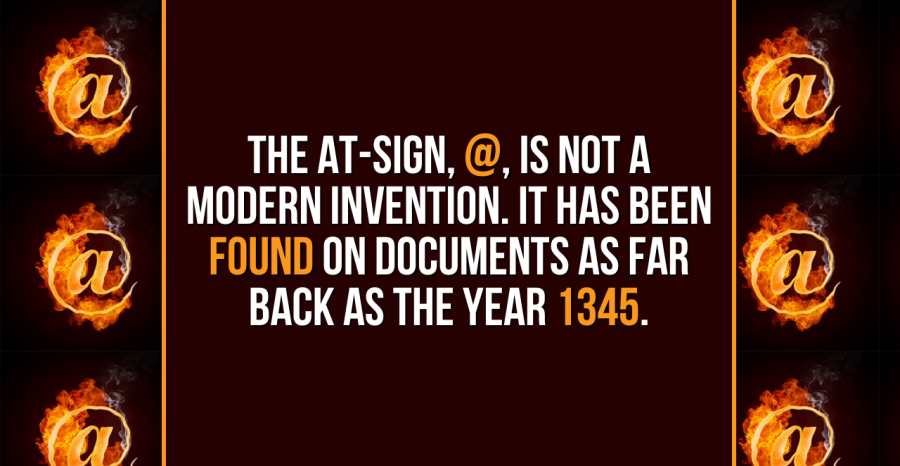 THE AT-SIGN, @, IS NOT A
MODERN INVENTION. IT HAS BEEN
FOUND ON DOCUMENTS AS FAR
BACK AS THE YEAR 1345.
@
@
@
@
@
@